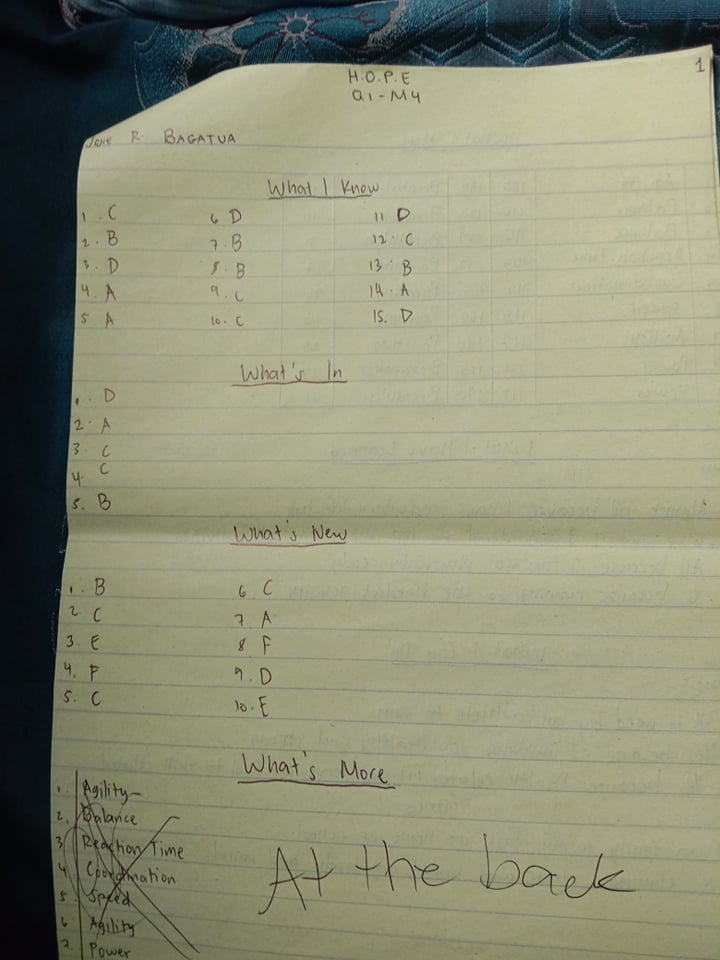 1
H.O.P.E
Q1-M4
R. BAGATUA
What I Know
1. C 6 D 11 D
2. B 7. B 12. C
3. D 8. B 13. B
4. A 9. C 14. A
5 A 10. C 15. D
What's In
1. D
2. A
3. C
4. C
5. B
What's New
1. B 6 C
2. C 7 A
3. E 8 F
4. F 9. D
5. C 10. E
What's More
1. Agility
2. Balance
3 Reaction Time
4 Coordination
5. Speed
6 Agility
7. Power
At the back